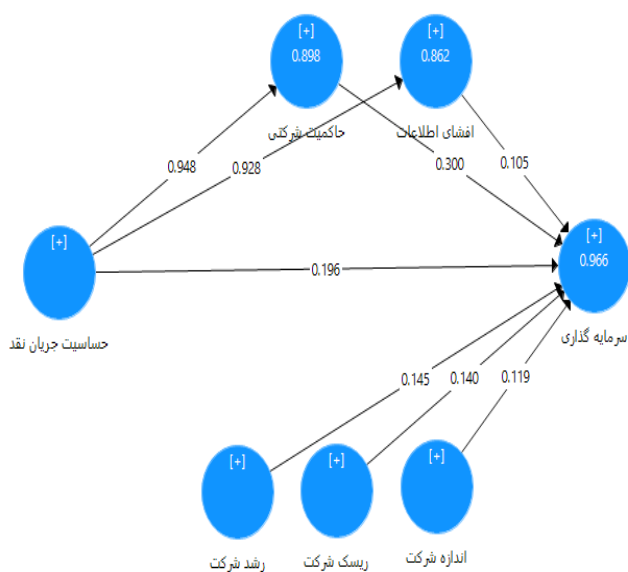 [+]
0.898
حاکمیت شرکتی
[+]
0.862
افشای اطلاعات
0.948
0.928
0.300
0.105
[+]
حساسیت جریان نقد
0.196
[+]
0.966
سرمایه گذاری
0.145
0.140
0.119
[+]
رشد شرکت
[+]
ریسک شرکت
[+]
اندازه شرکت